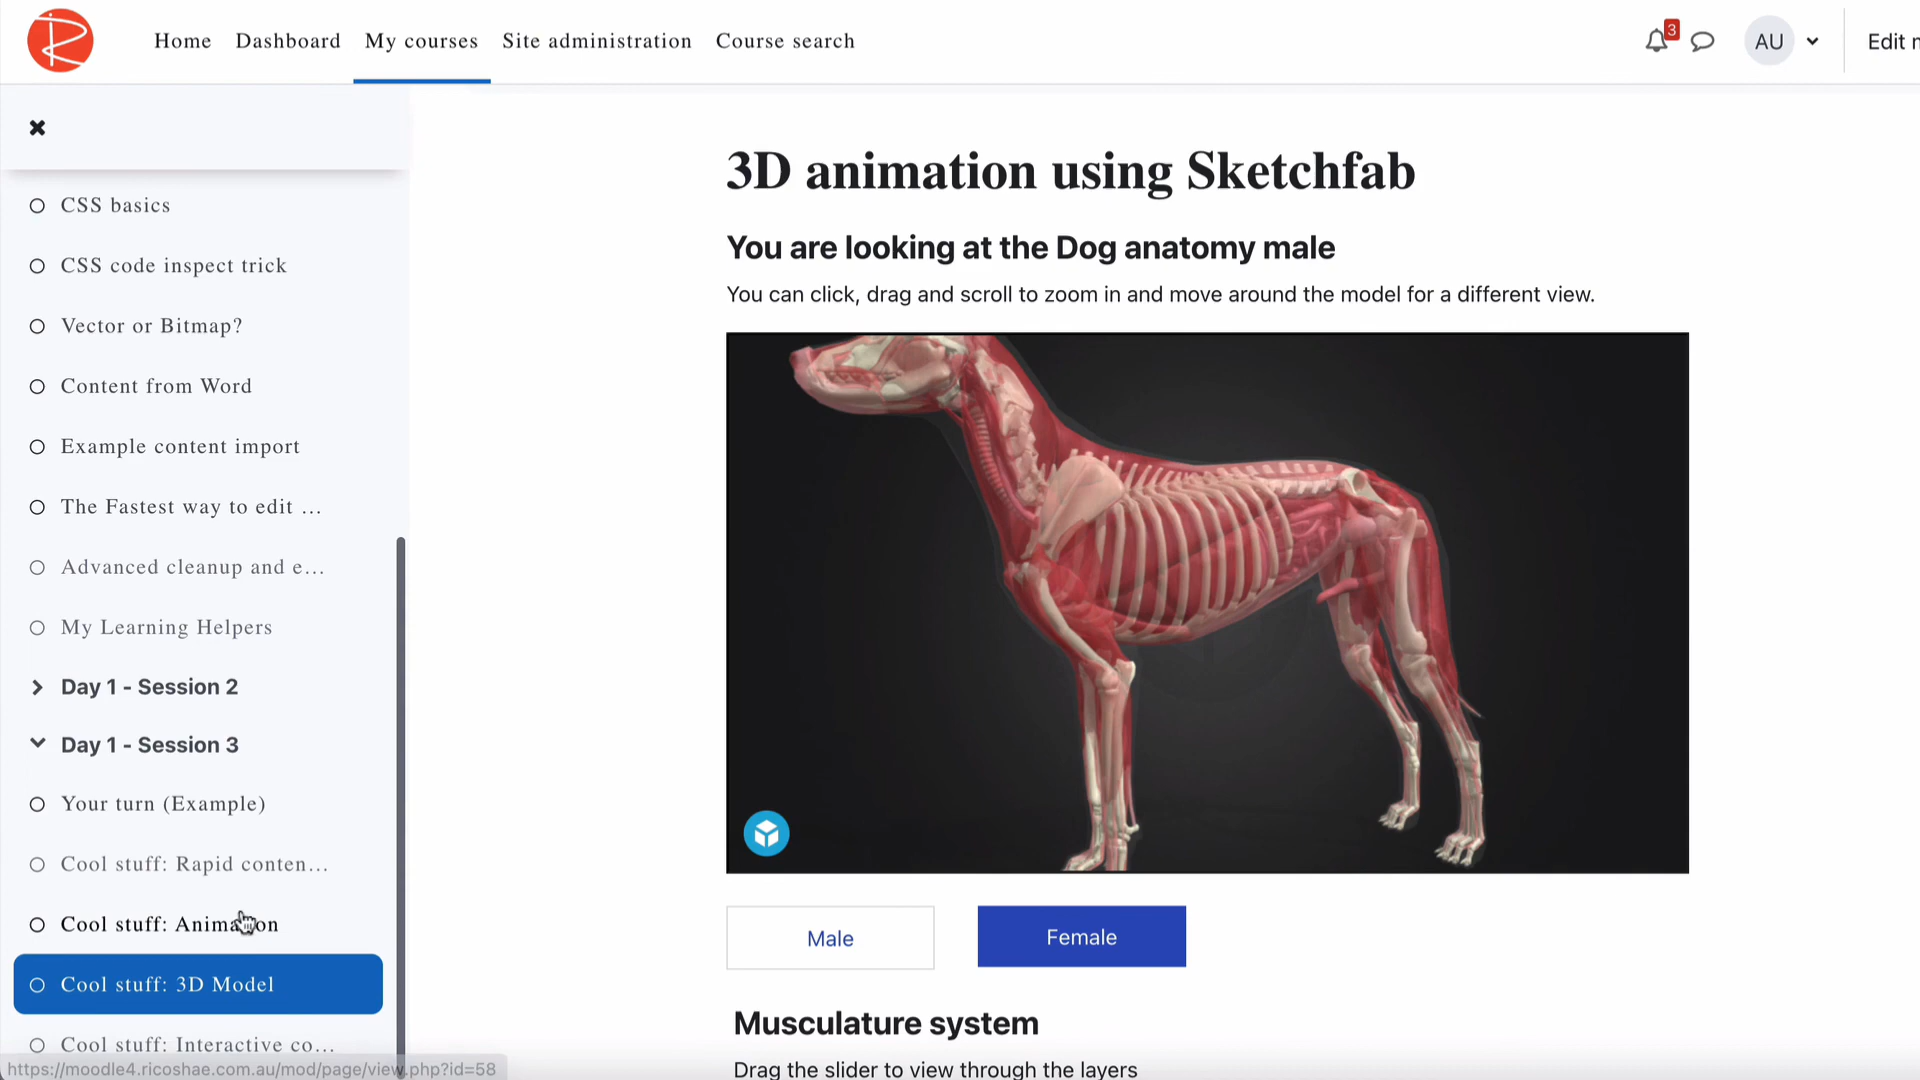 Home Dashboard My courses Site administration Course search
3
AU
Edit
CSS basics
CSS code inspect trick
Vector or Bitmap?
Content from Word
Example content import
The Fastest way to edit ...
Advanced cleanup and e...
My Learning Helpers
Day 1 - Session 2
Day 1 - Session 3
Your turn (Example)
Cool stuff: Rapid conten...
Cool stuff: Animation
Cool stuff: 3D Model
Cool stuff: Interactive co...
https://moodle4.ricoshae.com.au/mod/page/view.php?id=58
3D animation using Sketchfab
You are looking at the Dog anatomy male
You can click, drag and scroll to zoom in and move around the model for a different view.
Male
Female
Musculature system
Drag the slider to view through the layers